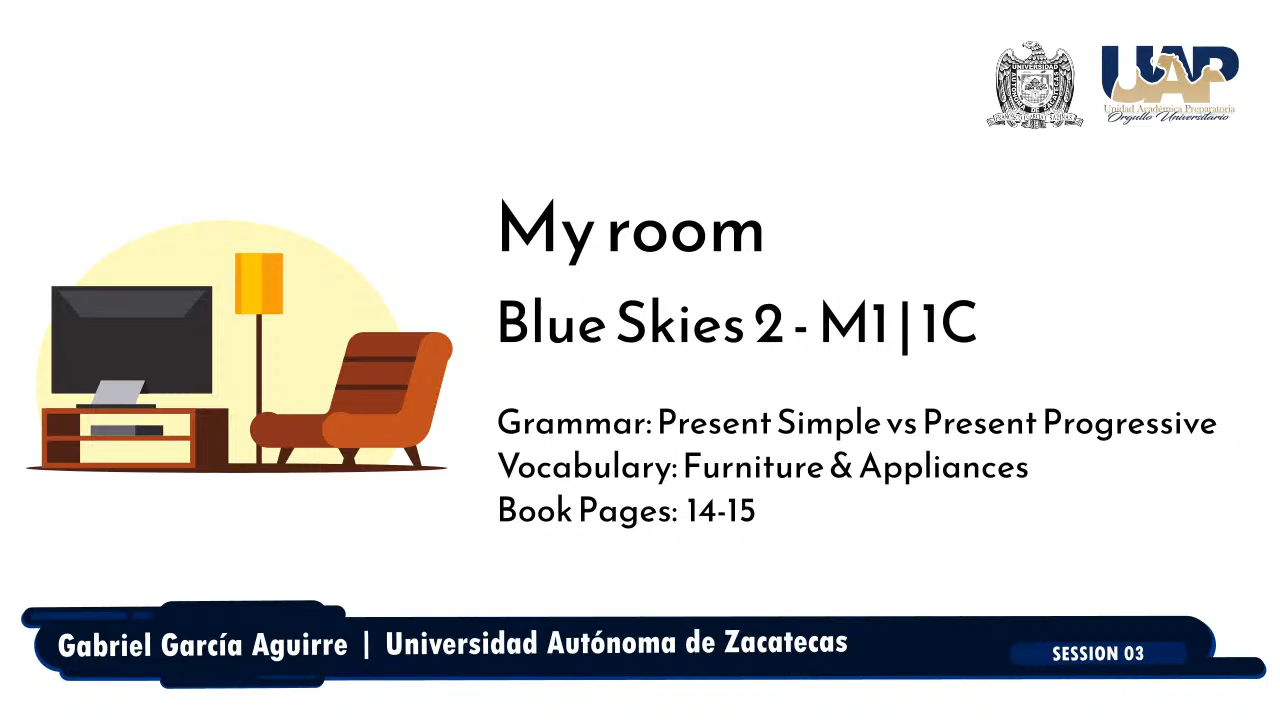 UNIVERSIDAD
UAP
Unidad Académica Preparatoria
Orgullo Universitario
My room
Blue Skies 2 - M1 | 1C
Grammar: Present Simple vs Present Progressive
Vocabulary: Furniture & Appliances
Book Pages: 14-15
Gabriel García Aguirre | Universidad Autónoma de Zacatecas
SESSION 03